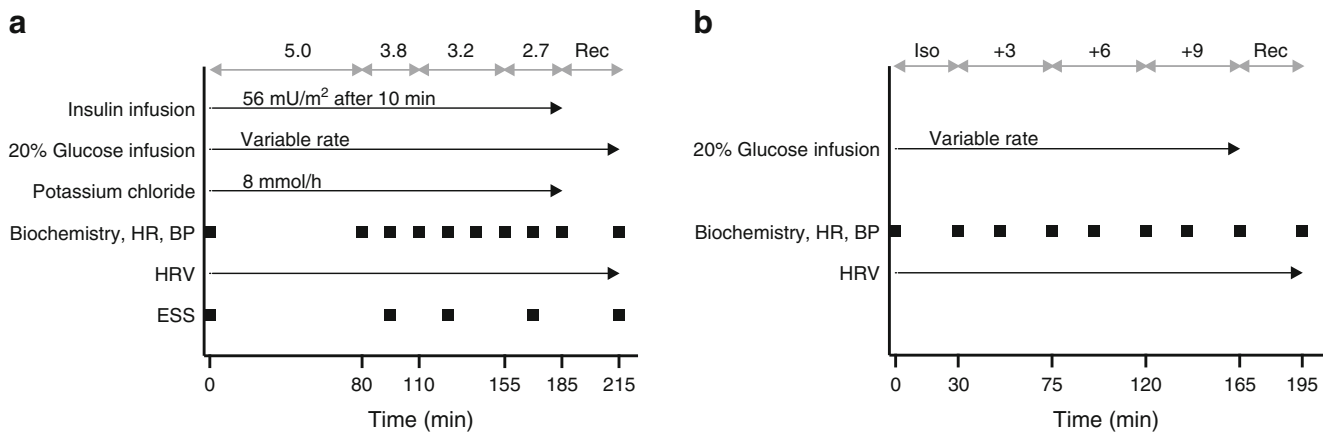 a
5.0 3.8 3.2 2.7 Rec
Insulin infusion 56 mU/m² after 10 min
20% Glucose infusion Variable rate
Potassium chloride 8 mmol/h
Biochemistry, HR, BP
HRV
ESS
0 80 110 155 185 215
Time (min)
b
Iso +3 +6 +9 Rec
20% Glucose infusion Variable rate
Biochemistry, HR, BP
HRV
0 30 75 120 165 195
Time (min)